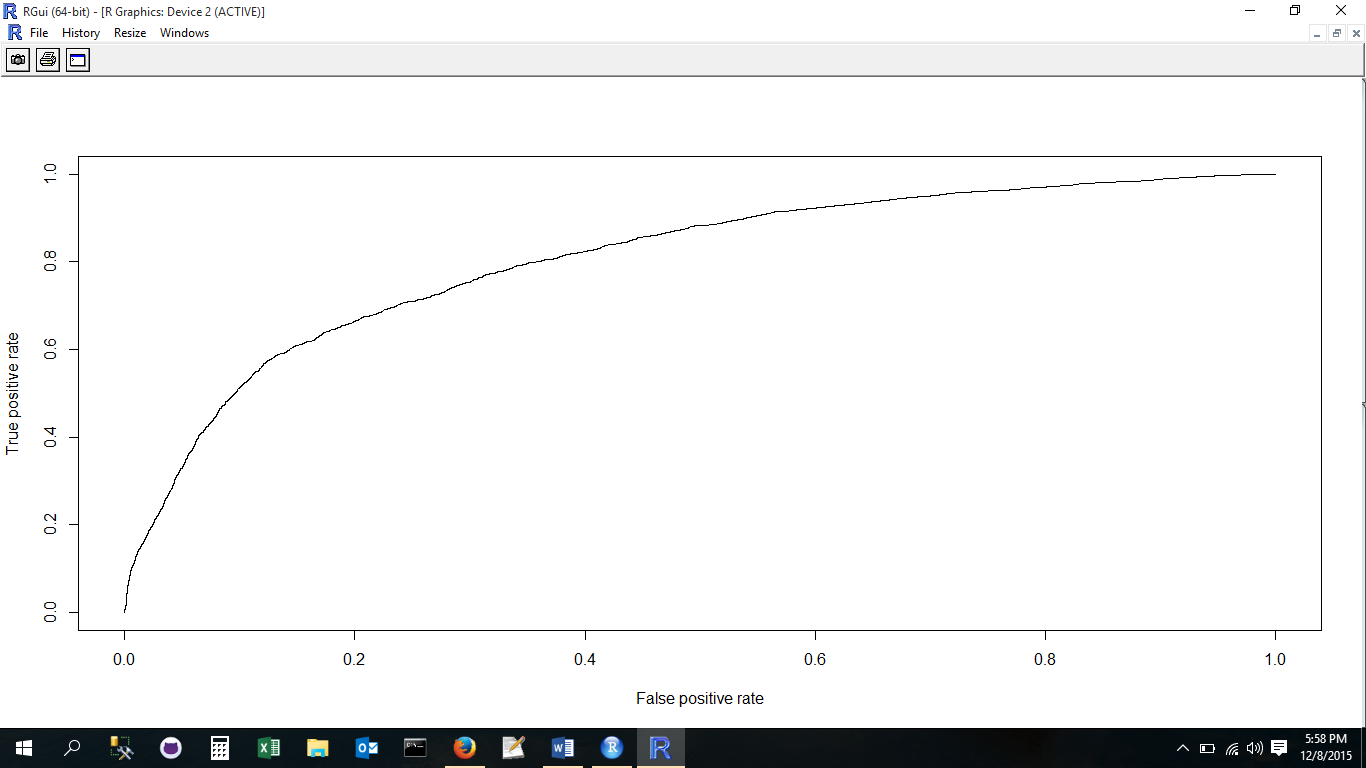 RGui (64-bit) - [R Graphics: Device 2 (ACTIVE)]
File History Resize Windows
1.0
0.8
0.6
0.4
0.2
0.0
True positive rate
0.0 0.2 0.4 0.6 0.8 1.0
False positive rate
5:58 PM
12/8/2015